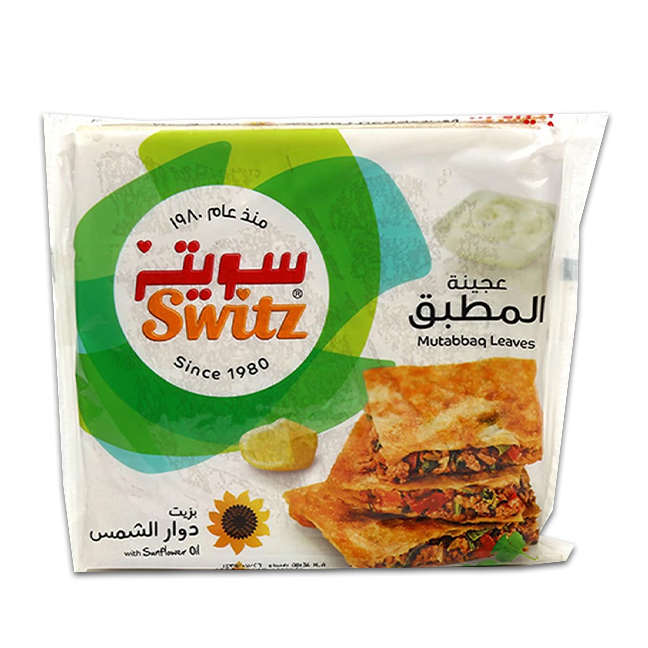 منذ عام ١٩٨٠
سويتز
Switz®
Since 1980
عجينة
المطبق
Mutabbaq Leaves
بزيت
دوار الشمس
with Sunflower Oil